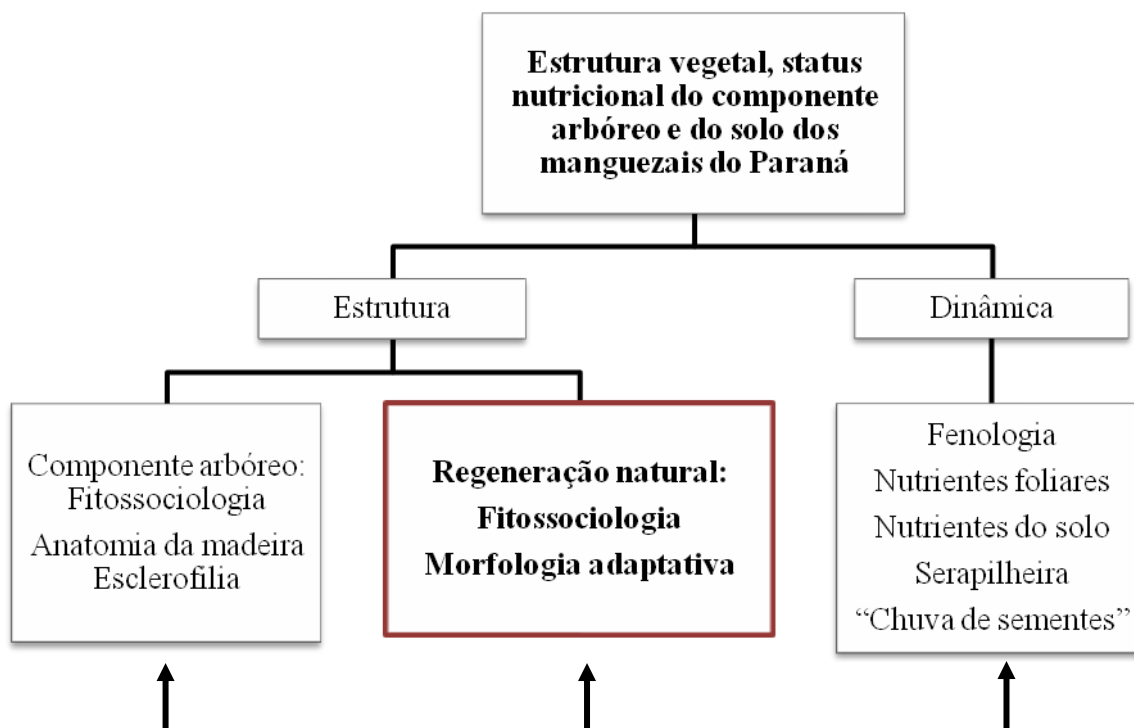 Estrutura vegetal, status
nutricional do componente
arbóreo e do solo dos
manguezais do Paraná
Estrutura
Dinâmica
Componente arbóreo:
Fitossociologia
Anatomia da madeira
Esclerofilia
Regeneração natural:
Fitossociologia
Morfologia adaptativa
Fenologia
Nutrientes foliares
Nutrientes do solo
Serapilheira
“Chuva de sementes”